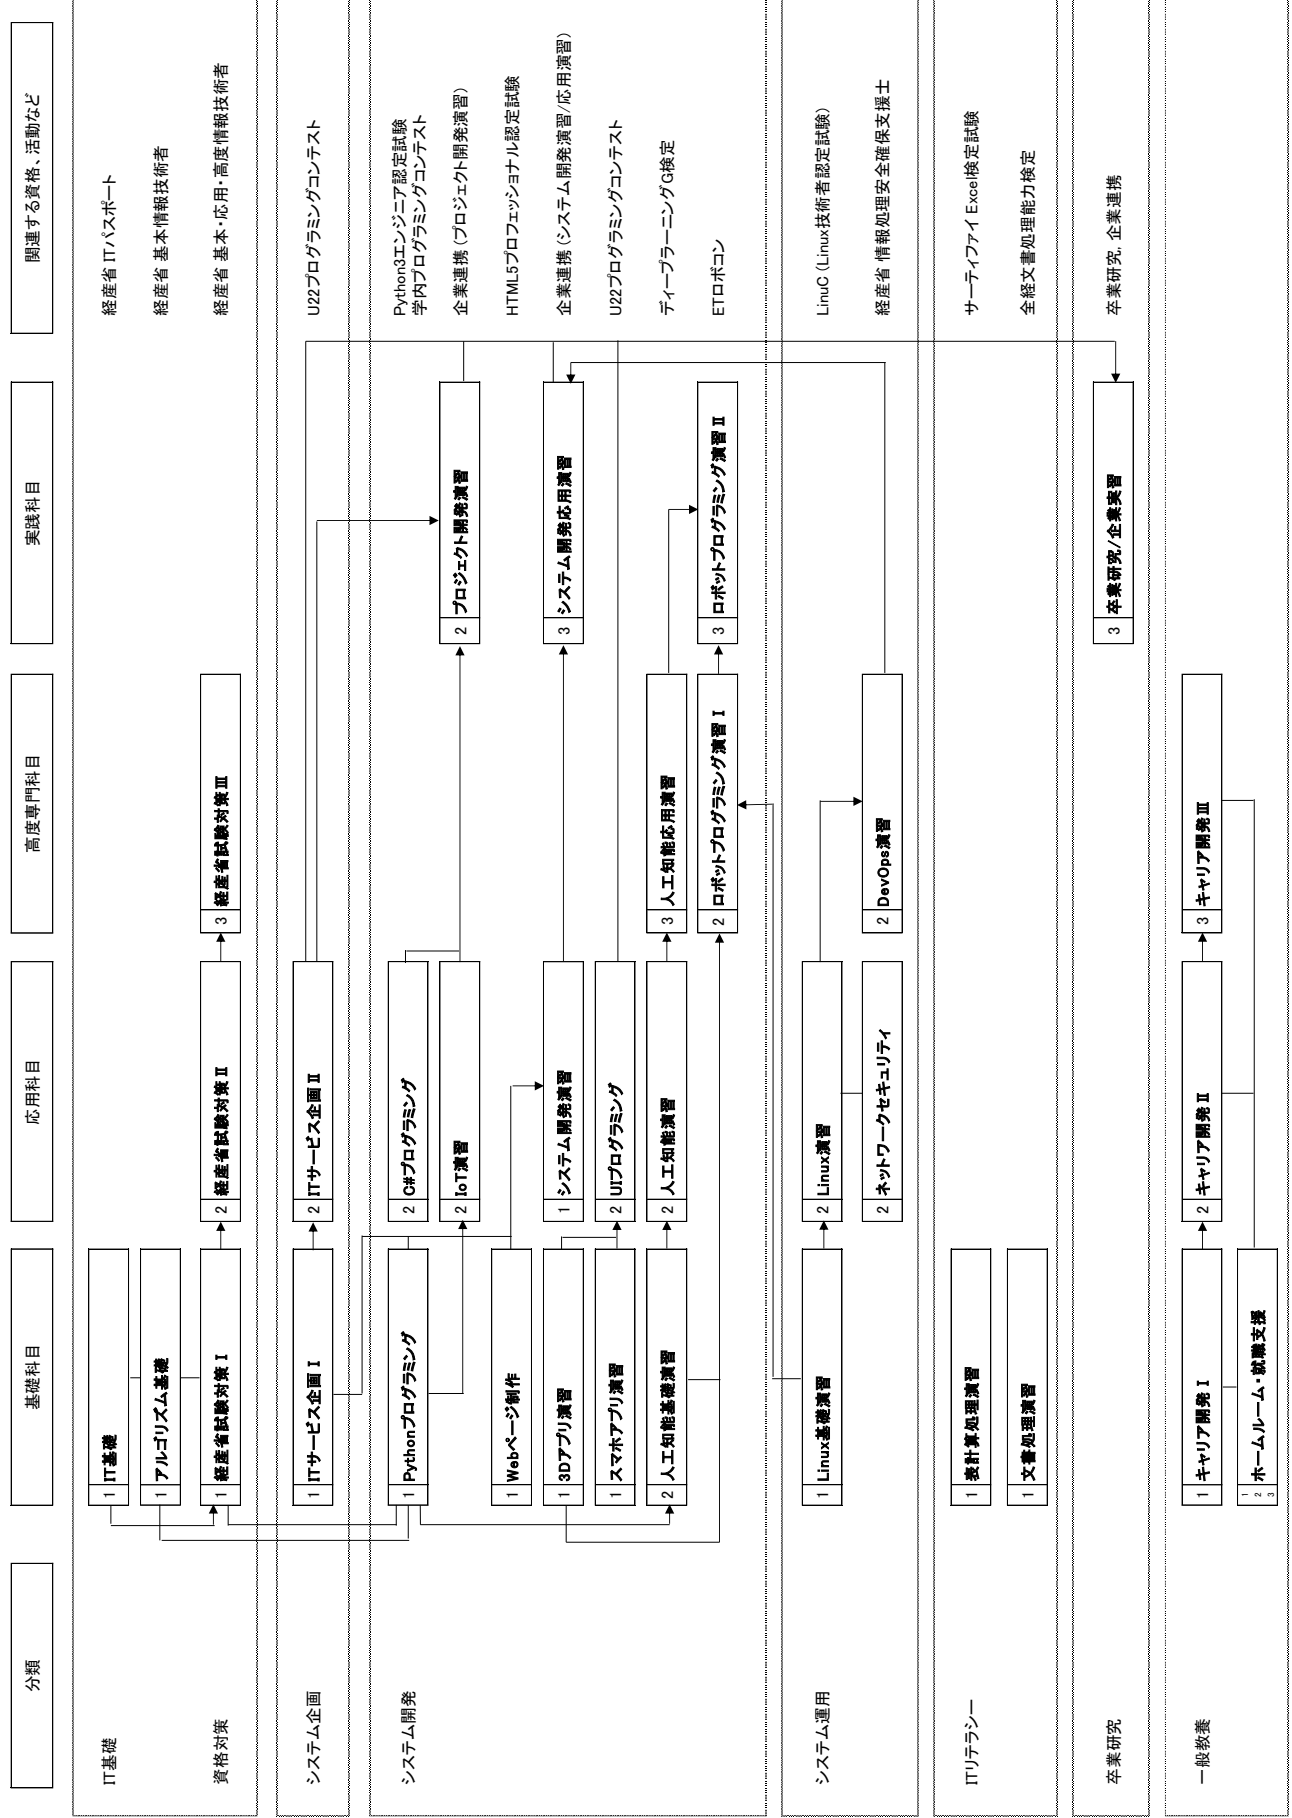 分類
基礎科目
応用科目
高度専門科目
実践科目
関連する資格、活動など
IT基礎
1 IT基礎
経産省 ITパスポート
1 アルゴリズム基礎
経産省 基本情報技術者
資格対策
1 経産省試験対策Ⅰ
2 経産省試験対策Ⅱ
3 経産省試験対策Ⅲ
経産省 基本・応用・高度情報技術者
システム企画
1 ITサービス企画Ⅰ
2 ITサービス企画Ⅱ
U22プログラミングコンテスト
システム開発
1 Pythonプログラミング
2 C#プログラミング
Python3エンジニア認定試験
学内プログラミングコンテスト
2 IoT演習
2 プロジェクト開発演習
企業連携（プロジェクト開発演習）
1 Webページ制作
HTML5プロフェッショナル認定試験
1 3Dアプリ演習
1 システム開発演習
3 システム開発応用演習
企業連携（システム開発演習/応用演習）
1 スマホアプリ演習
2 UIプログラミング
U22プログラミングコンテスト
2 人工知能基礎演習
2 人工知能演習
3 人工知能応用演習
ディープラーニングG検定
2 ロボットプログラミング演習Ⅰ
3 ロボットプログラミング演習Ⅱ
ETロボコン
システム運用
1 Linux基礎演習
2 Linux演習
LinuC（Linux技術者認定試験）
2 ネットワークセキュリティ
2 DevOps演習
経産省 情報処理安全確保支援士
ITリテラシー
1 表計算処理演習
サーティファイ Excel検定試験
1 文書処理演習
全経文書処理能力検定
卒業研究
3 卒業研究/企業実習
卒業研究, 企業連携
一般教養
1 キャリア開発Ⅰ
2 キャリア開発Ⅱ
3 キャリア開発Ⅲ
1 2 3 ホームルーム・就職支援